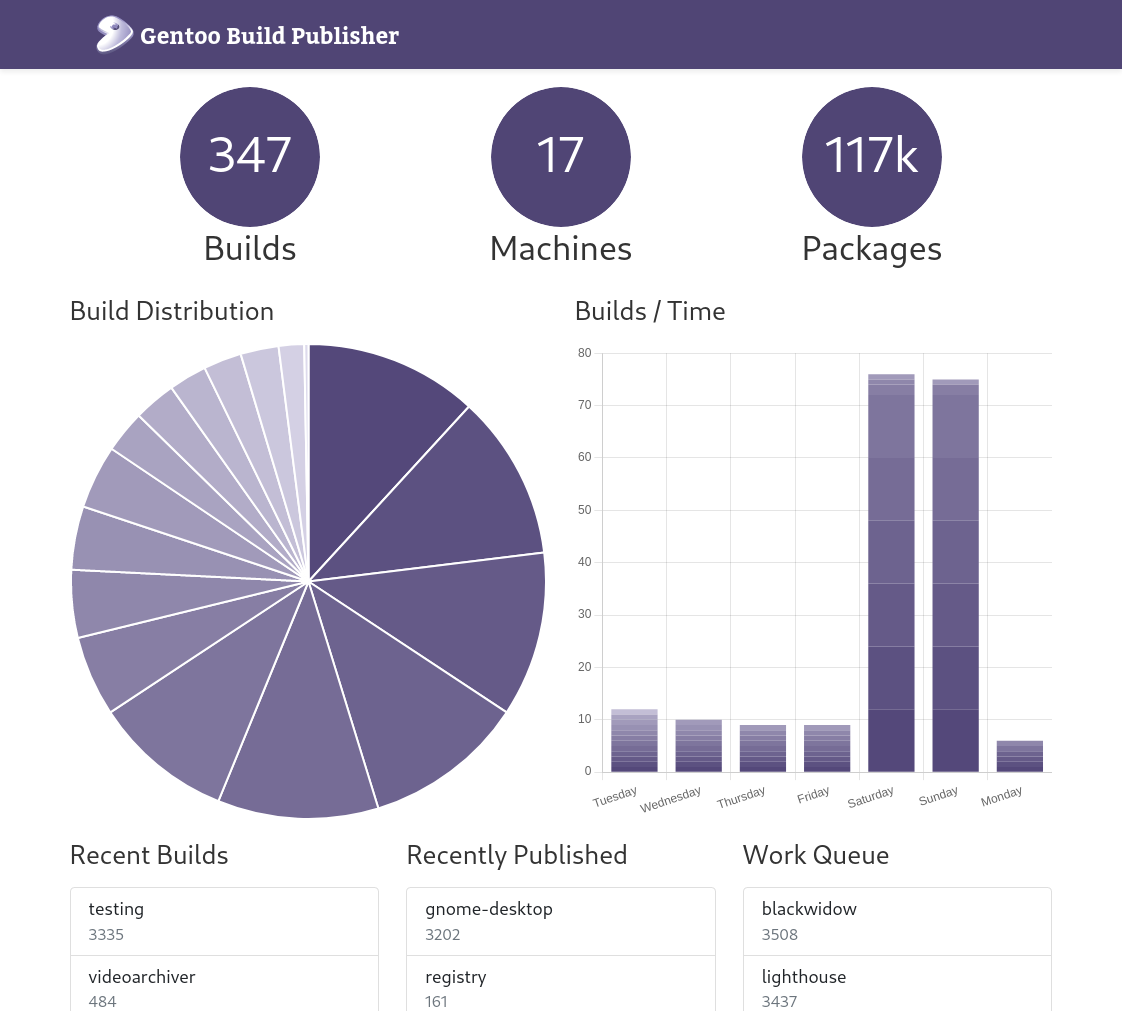 Gentoo Build Publisher
347
17
117k
Builds
Machines
Packages
Build Distribution
Builds / Time
80
70
60
50
40
30
20
10
0
Tuesday
Wednesday
Thursday
Friday
Saturday
Sunday
Monday
Recent Builds
testing
3335
videoarchiver
484
Recently Published
gnome-desktop
3202
registry
161
Work Queue
blackwidow
3508
lighthouse
3437